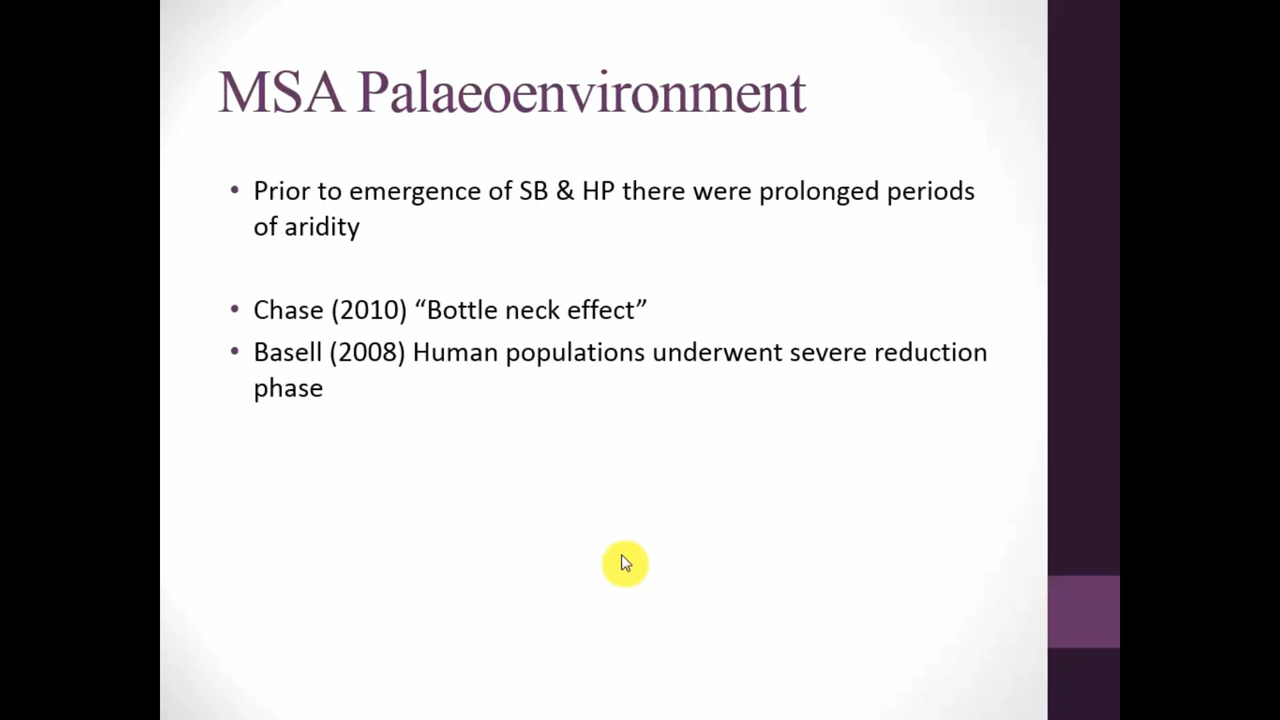 MSA Palaeoenvironment
• Prior to emergence of SB & HP there were prolonged periods
of aridity
• Chase (2010) “Bottle neck effect”
• Basell (2008) Human populations underwent severe reduction
phase